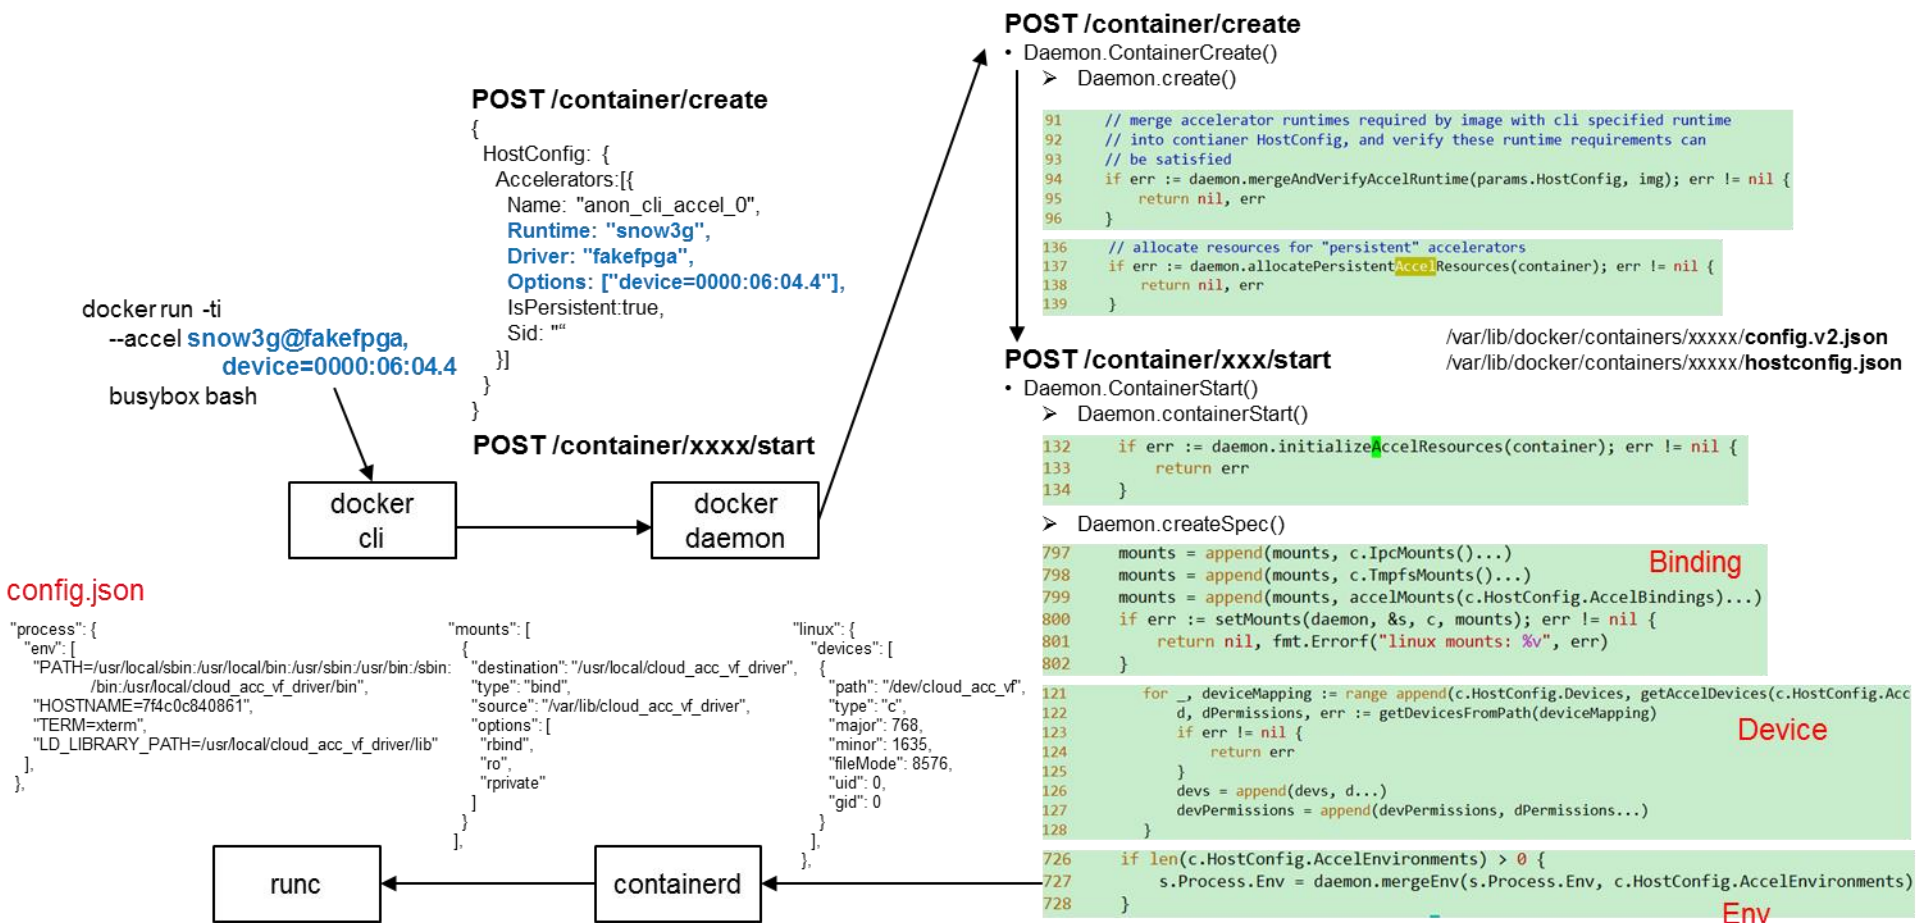 docker run -ti
--accel snow3g@fakefpga,
device=0000:06:04.4
busybox bash
POST /container/create
{
HostConfig: {
Accelerators:[{
Name: "anon_cli_accel_0",
Runtime: "snow3g",
Driver: "fakefpga",
Options: ["device=0000:06:04.4"],
IsPersistent:true,
Sid: ""
}]
}
}
POST /container/xxxx/start
docker
cli
docker
daemon
POST /container/create
• Daemon.ContainerCreate()
➢ Daemon.create()
91 // merge accelerator runtimes required by image with cli specified runtime
92 // into contianer HostConfig, and verify these runtime requirements can
93 // be satisfied
94 if err := daemon.mergeAndVerifyAccelRuntime(params.HostConfig, img); err != nil {
95 return nil, err
96 }
136 // allocate resources for "persistent" accelerators
137 if err := daemon.allocatePersistentAccelResources(container); err != nil {
138 return nil, err
139 }
/var/lib/docker/containers/xxxxx/config.v2.json
/var/lib/docker/containers/xxxxx/hostconfig.json
POST /container/xxx/start
• Daemon.ContainerStart()
➢ Daemon.containerStart()
132 if err := daemon.initializeAccelResources(container); err != nil {
133 return err
134 }
➢ Daemon.createSpec()
797 mounts = append(mounts, c.IpcMounts()...)
798 mounts = append(mounts, c.TmpfsMounts()...)
799 mounts = append(mounts, accelMounts(c.HostConfig.AccelBindings)...)
800 if err := setMounts(daemon, &s, c, mounts); err != nil {
801 return nil, fmt.Errorf("linux mounts: %v", err)
802 }
Binding
121 for _, deviceMapping := range append(c.HostConfig.Devices, getAccelDevices(c.HostConfig.Acc
122 d, dPermissions, err := getDevicesFromPath(deviceMapping)
123 if err != nil {
124 return err
125 }
126 devs = append(devs, d...)
127 devPermissions = append(devPermissions, dPermissions...)
128 }
Device
726 if len(c.HostConfig.AccelEnvironments) > 0 {
727 s.Process.Env = daemon.mergeEnv(s.Process.Env, c.HostConfig.AccelEnvironments)
728 }
Env
config.json
"process": {
"env": [
"PATH=/usr/local/sbin:/usr/local/bin:/usr/sbin:/usr/bin:/sbin:
/bin:/usr/local/cloud_acc_vf_driver/bin",
"HOSTNAME=7f4c0c840861",
"TERM=xterm",
"LD_LIBRARY_PATH=/usr/local/cloud_acc_vf_driver/lib"
],
},
"mounts": [
{
"destination": "/usr/local/cloud_acc_vf_driver",
"type": "bind",
"source": "/var/lib/cloud_acc_vf_driver",
"options": [
"rbind",
"ro",
"rprivate"
]
}
],
"linux": {
"devices": [
{
"path": "/dev/cloud_acc_vf",
"type": "c",
"major": 768,
"minor": 1635,
"fileMode": 8576,
"uid": 0,
"gid": 0
}
],
},
runc
containerd